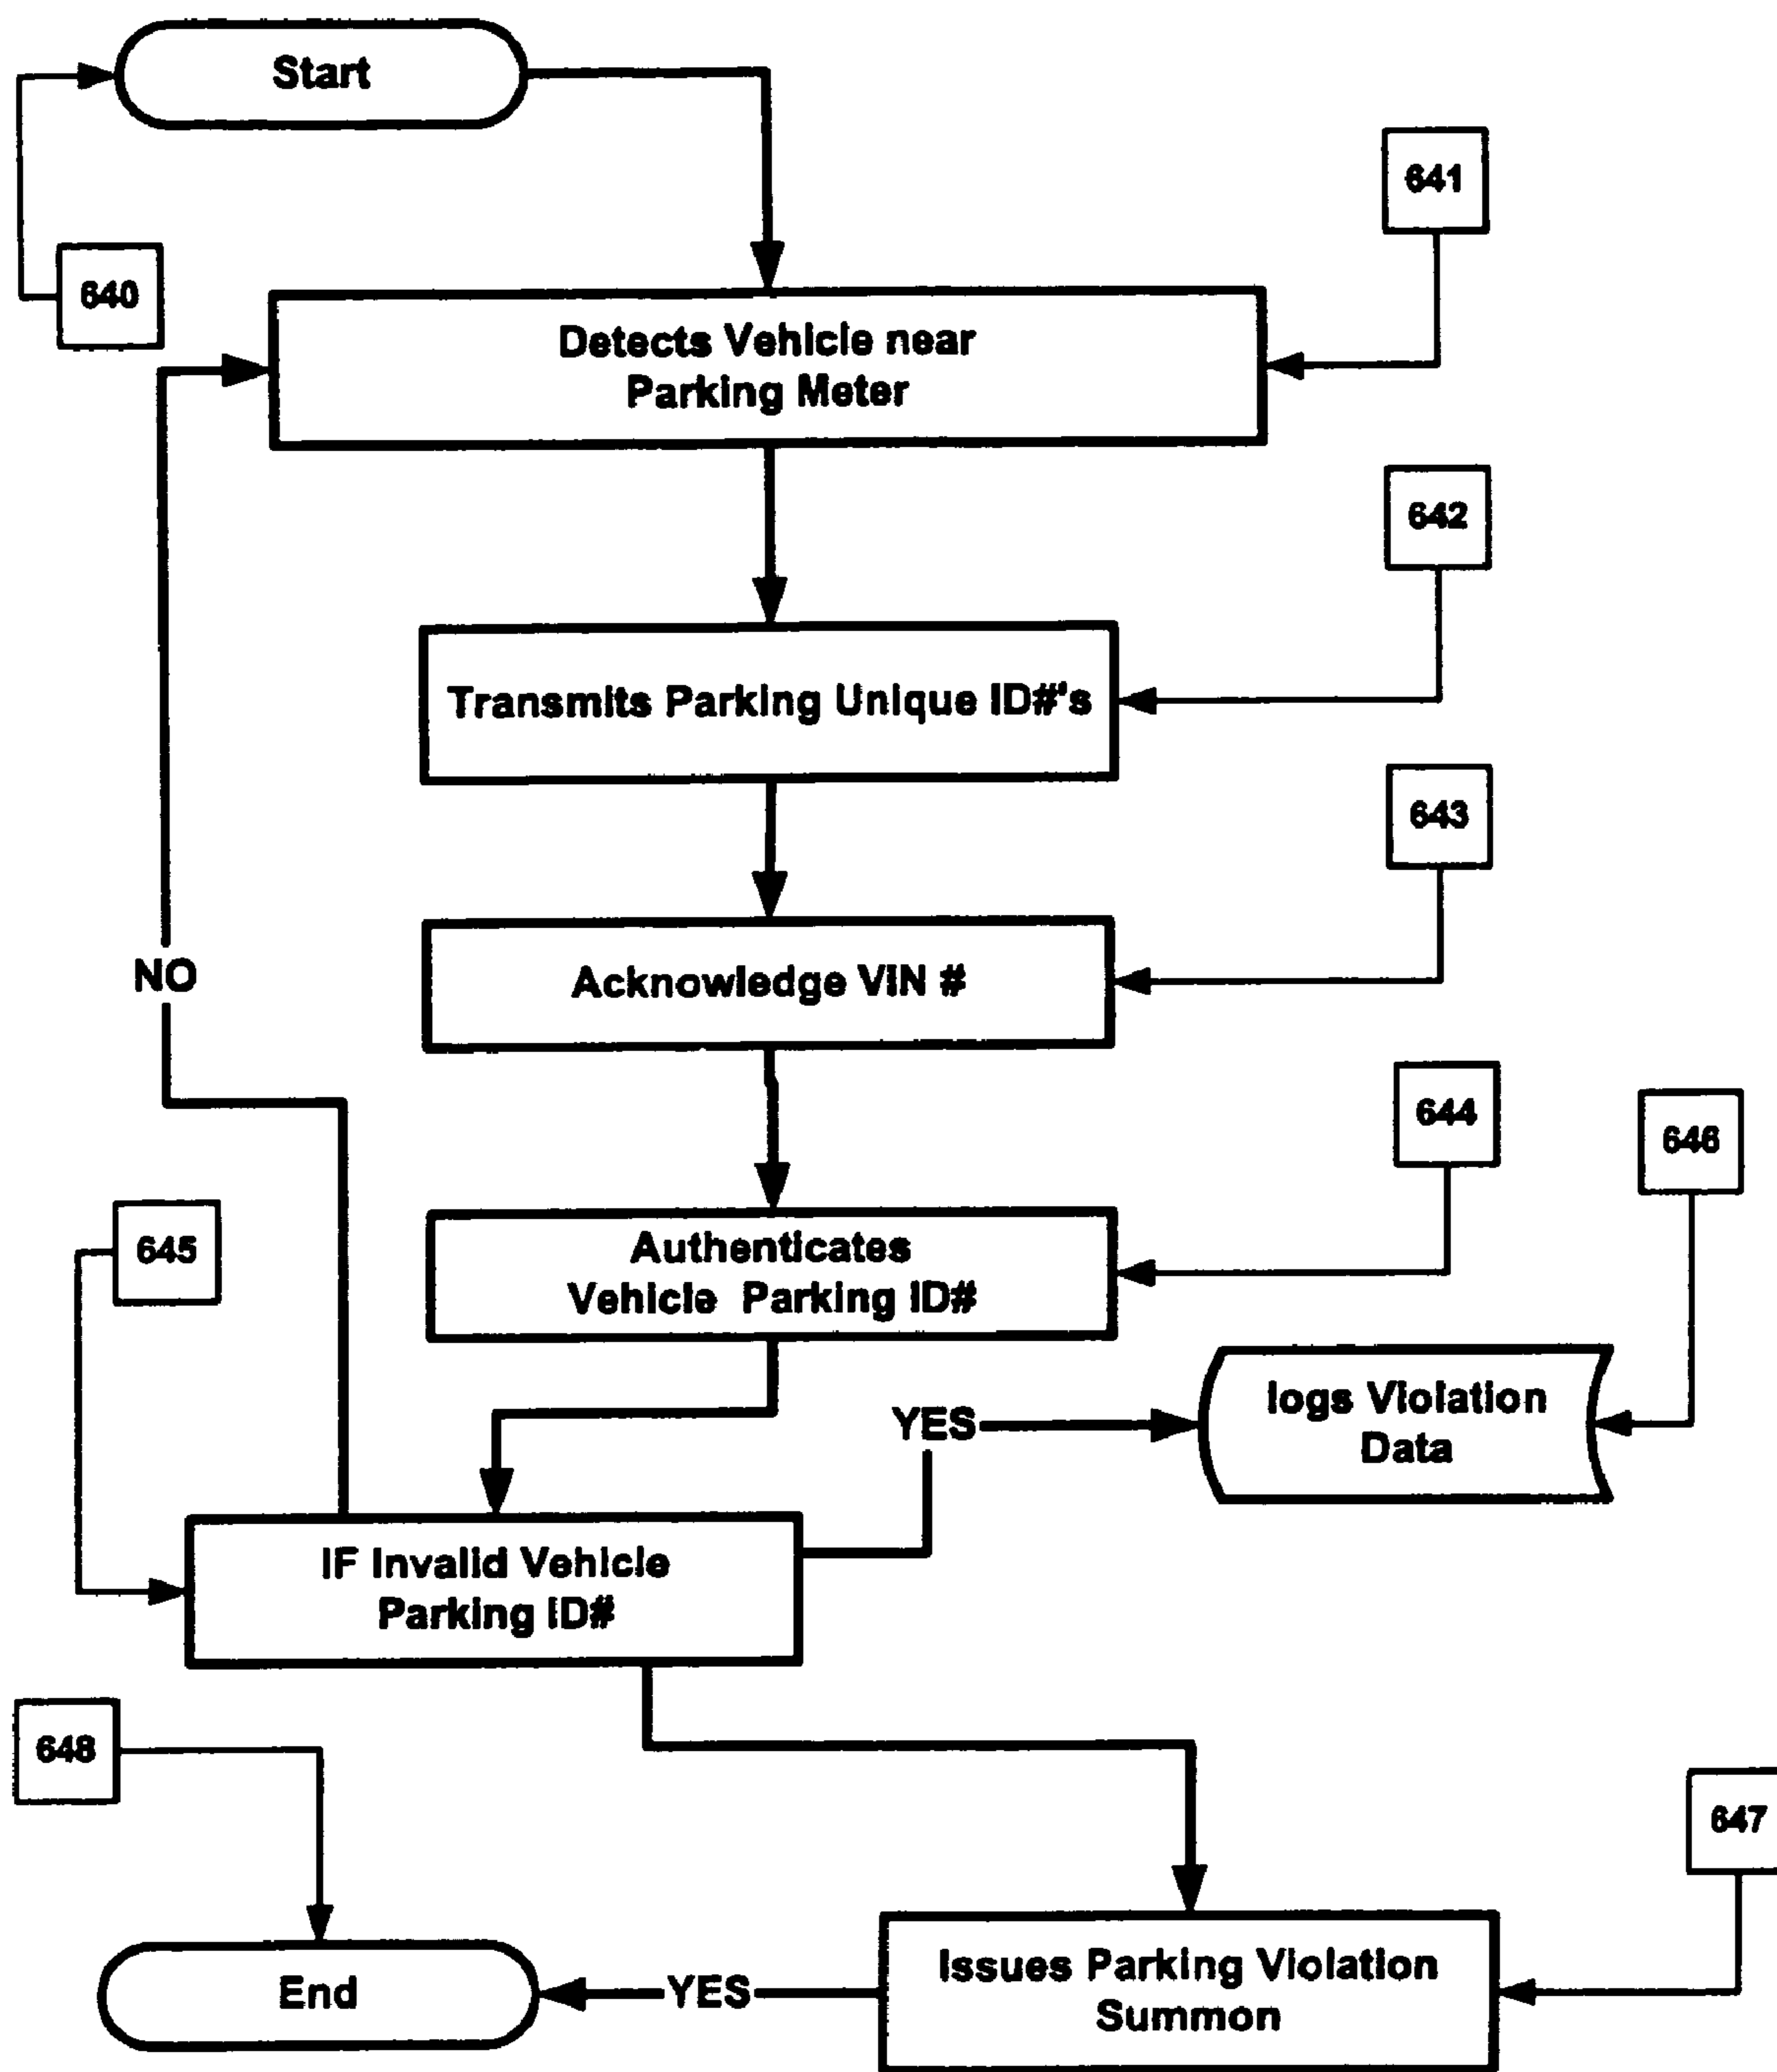 Start
641
640
Detects Vehicle near
Parking Meter
642
Transmits Parking Unique ID#'s
643
NO
Acknowledge VIN #
644
646
645
Authenticates
Vehicle Parking ID#
YES
logs Violation
Data
IF Invalid Vehicle
Parking ID#
648
647
End
YES
Issues Parking Violation
Summon